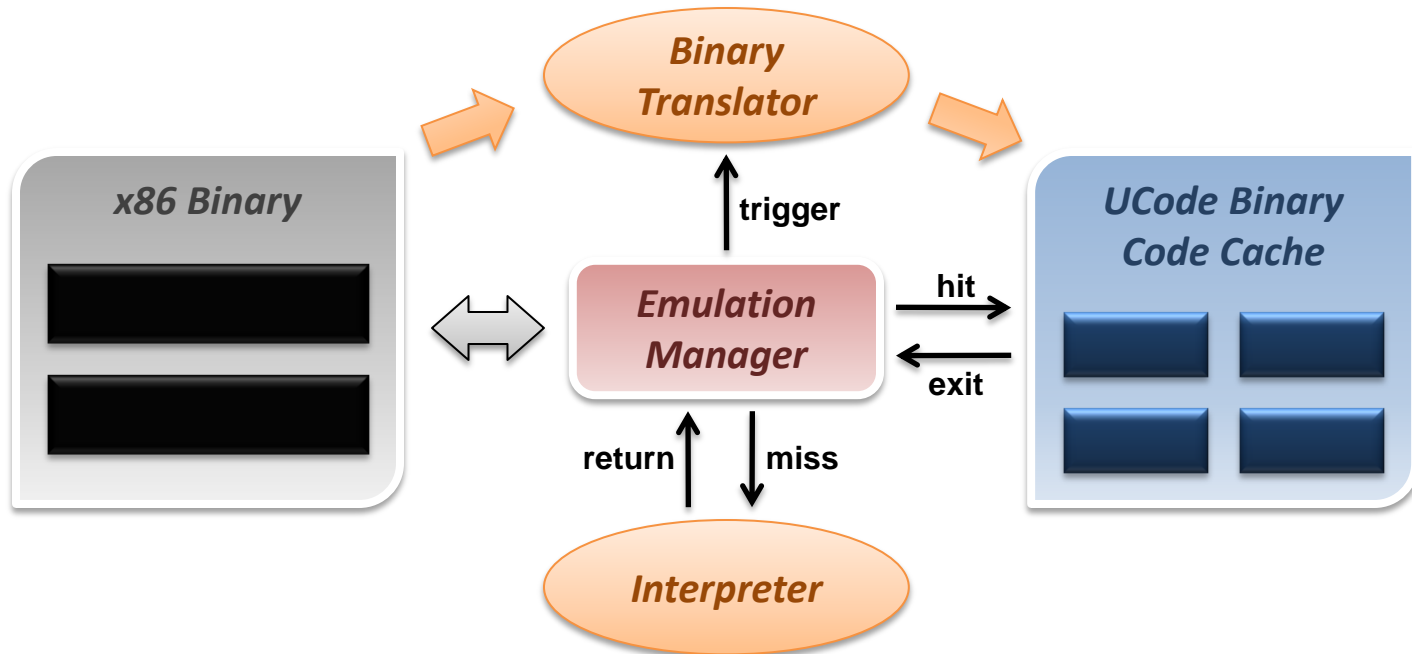 Binary
Translator
x86 Binary
trigger
UCode Binary
Code Cache
Emulation
Manager
hit
exit
return
miss
Interpreter